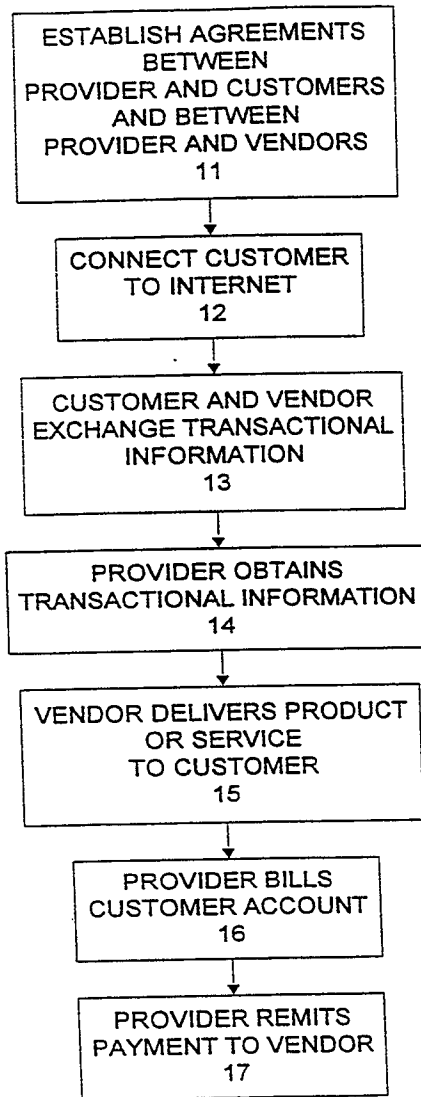 ESTABLISH AGREEMENTS
BETWEEN
PROVIDER AND CUSTOMERS
AND BETWEEN
PROVIDER AND VENDORS
11
CONNECT CUSTOMER
TO INTERNET
12
CUSTOMER AND VENDOR
EXCHANGE TRANSACTIONAL
INFORMATION
13
PROVIDER OBTAINS
TRANSACTIONAL INFORMATION
14
VENDOR DELIVERS PRODUCT
OR SERVICE
TO CUSTOMER
15
PROVIDER BILLS
CUSTOMER ACCOUNT
16
PROVIDER REMITS
PAYMENT TO VENDOR
17